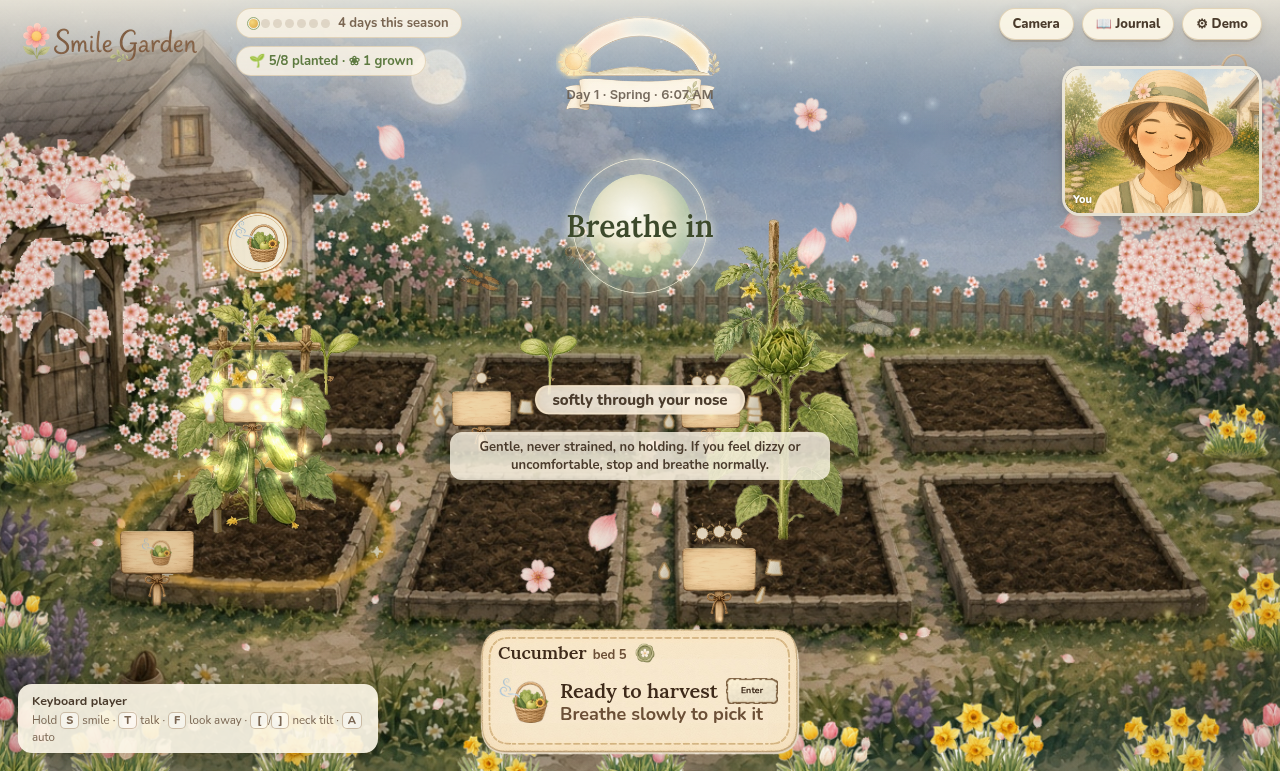 Smile Garden
4 days this season
5/8 planted · 1 grown
Day 1 · Spring · 6:07 AM
Camera
Journal
Demo
You
Breathe in
softly through your nose
Gentle, never strained, no holding. If you feel dizzy or
uncomfortable, stop and breathe normally.
Cucumber bed 5
Ready to harvest Enter
Breathe slowly to pick it
Keyboard player
Hold S smile · T talk · F look away · [ / ] neck tilt · A
auto